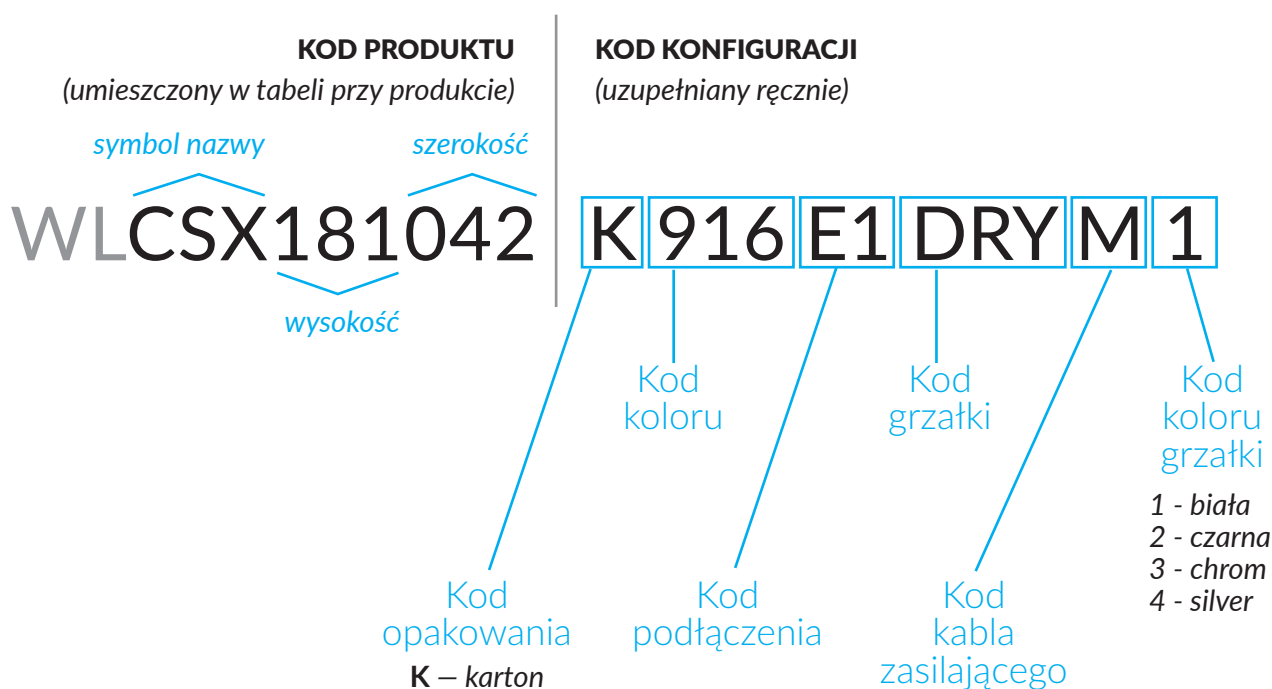 KOD PRODUKTU
(umieszczony w tabeli przy produkcie)
KOD KONFIGURACJI
(uzupełniany ręcznie)
symbol nazwy
szerokość
WLCSX181042 K 916 E1 DRY M 1
wysokość
Kod
koloru
Kod
grzałki
Kod
koloru
grzałki
1 - biała
2 - czarna
3 - chrom
4 - silver
Kod
opakowania
K – karton
Kod
podłączenia
Kod
kabla
zasilającego